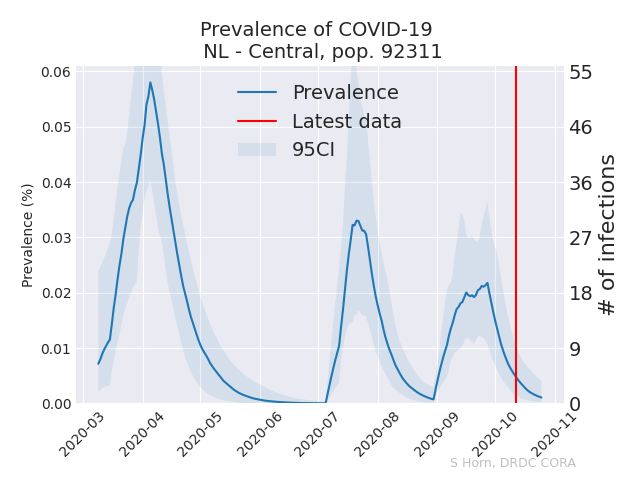 Prevalence of COVID-19
NL - Central, pop. 92311
Prevalence
Latest data
95CI
Prevalence (%)
0.06
0.05
0.04
0.03
0.02
0.01
0.00
55
46
36
27
18
9
0
# of infections
2020-03
2020-04
2020-05
2020-06
2020-07
2020-08
2020-09
2020-10
2020-11
S Horn, DRDC CORA